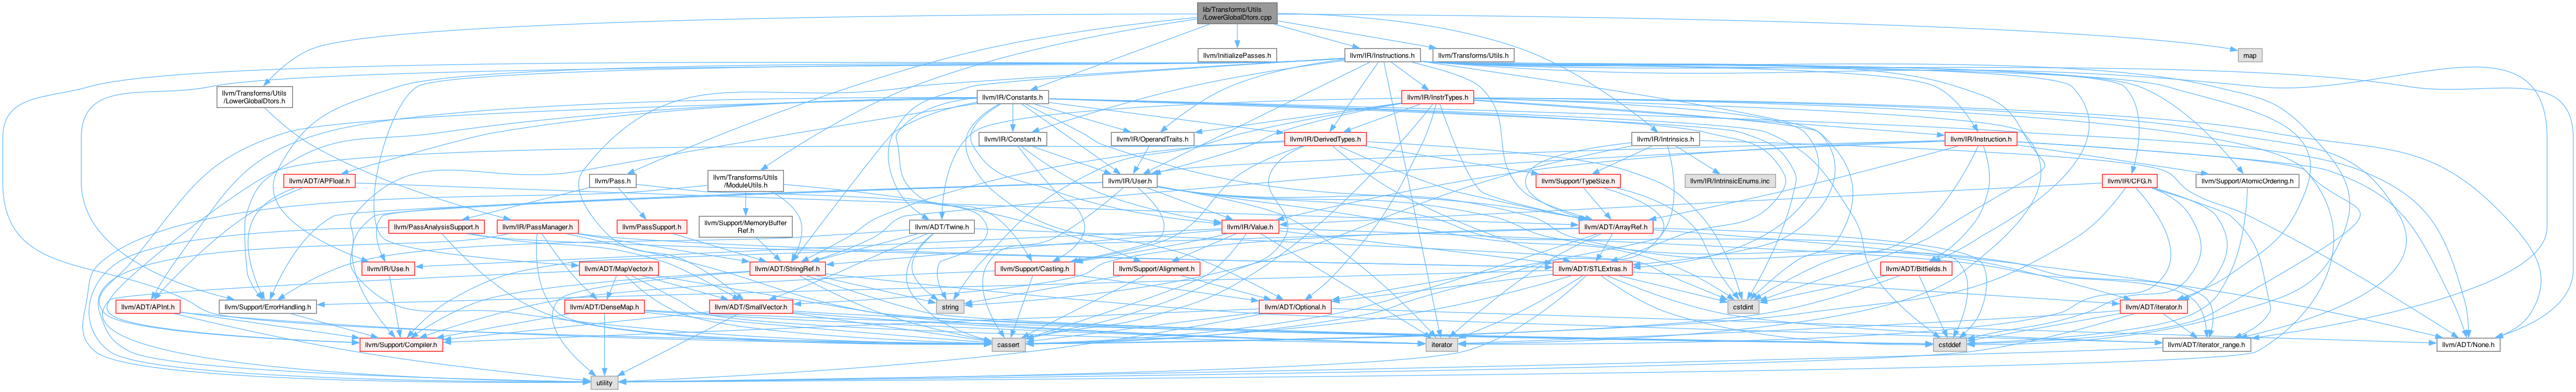 lib/Transforms/Utils
/LowerGlobalDtors.cpp
llvm/InitializePasses.h
llvm/IR/Instructions.h
llvm/Transforms/Utils.h
map
llvm/Transforms/Utils
/LowerGlobalDtors.h
llvm/IR/Constants.h
llvm/IR/InstrTypes.h
llvm/IR/Constant.h
llvm/IR/OperandTraits.h
llvm/IR/DerivedTypes.h
llvm/IR/Intrinsics.h
llvm/IR/Instruction.h
llvm/ADT/APFloat.h
llvm/Pass.h
llvm/Transforms/Utils
/ModuleUtils.h
llvm/IR/User.h
llvm/Support/TypeSize.h
llvm/IR/IntrinsicEnums.inc
llvm/IR/CFG.h
llvm/Support/AtomicOrdering.h
llvm/IR/PassAnalysisSupport.h
llvm/IR/PassManager.h
llvm/PassSupport.h
llvm/Support/MemoryBuffer
Ref.h
llvm/ADT/Twine.h
llvm/IR/Value.h
llvm/ADT/ArrayRef.h
llvm/IR/Use.h
llvm/ADT/MapVector.h
llvm/ADT/StringRef.h
llvm/Support/Casting.h
llvm/Support/Alignment.h
llvm/ADT/STLExtras.h
llvm/ADT/Bitfields.h
llvm/ADT/APInt.h
llvm/Support/ErrorHandling.h
llvm/ADT/DenseMap.h
llvm/ADT/SmallVector.h
string
llvm/ADT/Optional.h
cstdint
llvm/ADT/iterator.h
llvm/Support/Compiler.h
cassert
iterator
cstddef
llvm/ADT/iterator_range.h
llvm/ADT/None.h
utility